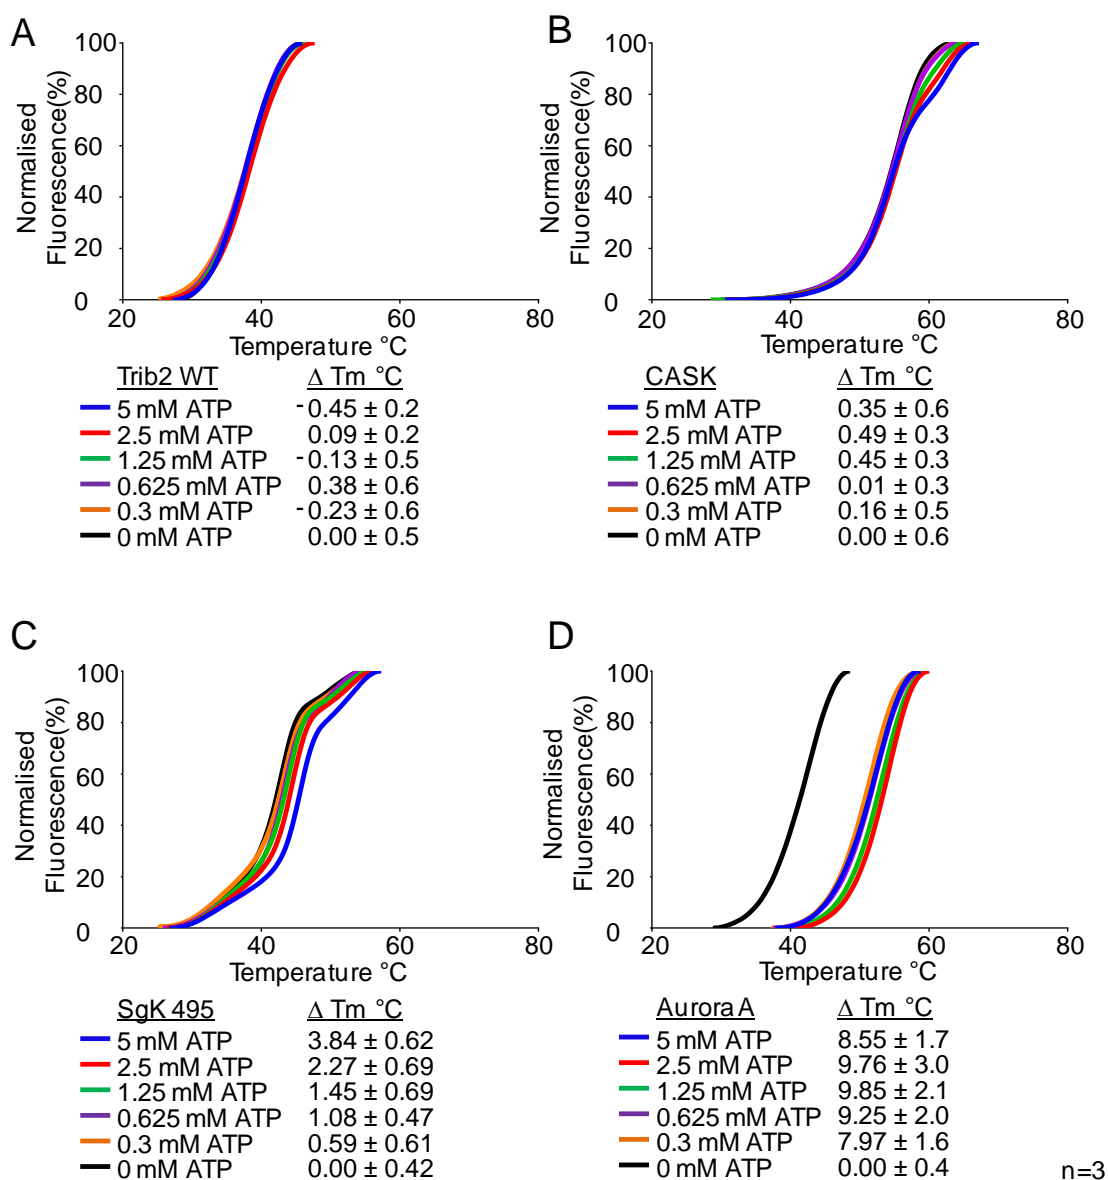 A
Normalised
Fluorescence(%)
100
80
60
40
20
0
20 40 60 80
Temperature °C
Trib2 WT Δ Tm °C
5 mM ATP -0.45 ± 0.2
2.5 mM ATP 0.09 ± 0.2
1.25 mM ATP -0.13 ± 0.5
0.625 mM ATP 0.38 ± 0.6
0.3 mM ATP -0.23 ± 0.6
0 mM ATP 0.00 ± 0.5
B
Normalised
Fluorescence(%)
100
80
60
40
20
0
20 40 60 80
Temperature °C
CASK Δ Tm °C
5 mM ATP 0.35 ± 0.6
2.5 mM ATP 0.49 ± 0.3
1.25 mM ATP 0.45 ± 0.3
0.625 mM ATP 0.01 ± 0.3
0.3 mM ATP 0.16 ± 0.5
0 mM ATP 0.00 ± 0.6
C
Normalised
Fluorescence(%)
100
80
60
40
20
0
20 40 60 80
Temperature °C
SgK 495 Δ Tm °C
5 mM ATP 3.84 ± 0.62
2.5 mM ATP 2.27 ± 0.69
1.25 mM ATP 1.45 ± 0.69
0.625 mM ATP 1.08 ± 0.47
0.3 mM ATP 0.59 ± 0.61
0 mM ATP 0.00 ± 0.42
D
Normalised
Fluorescence(%)
100
80
60
40
20
0
20 40 60 80
Temperature °C
Aurora A Δ Tm °C
5 mM ATP 8.55 ± 1.7
2.5 mM ATP 9.76 ± 3.0
1.25 mM ATP 9.85 ± 2.1
0.625 mM ATP 9.25 ± 2.0
0.3 mM ATP 7.97 ± 1.6
0 mM ATP 0.00 ± 0.4
n=3